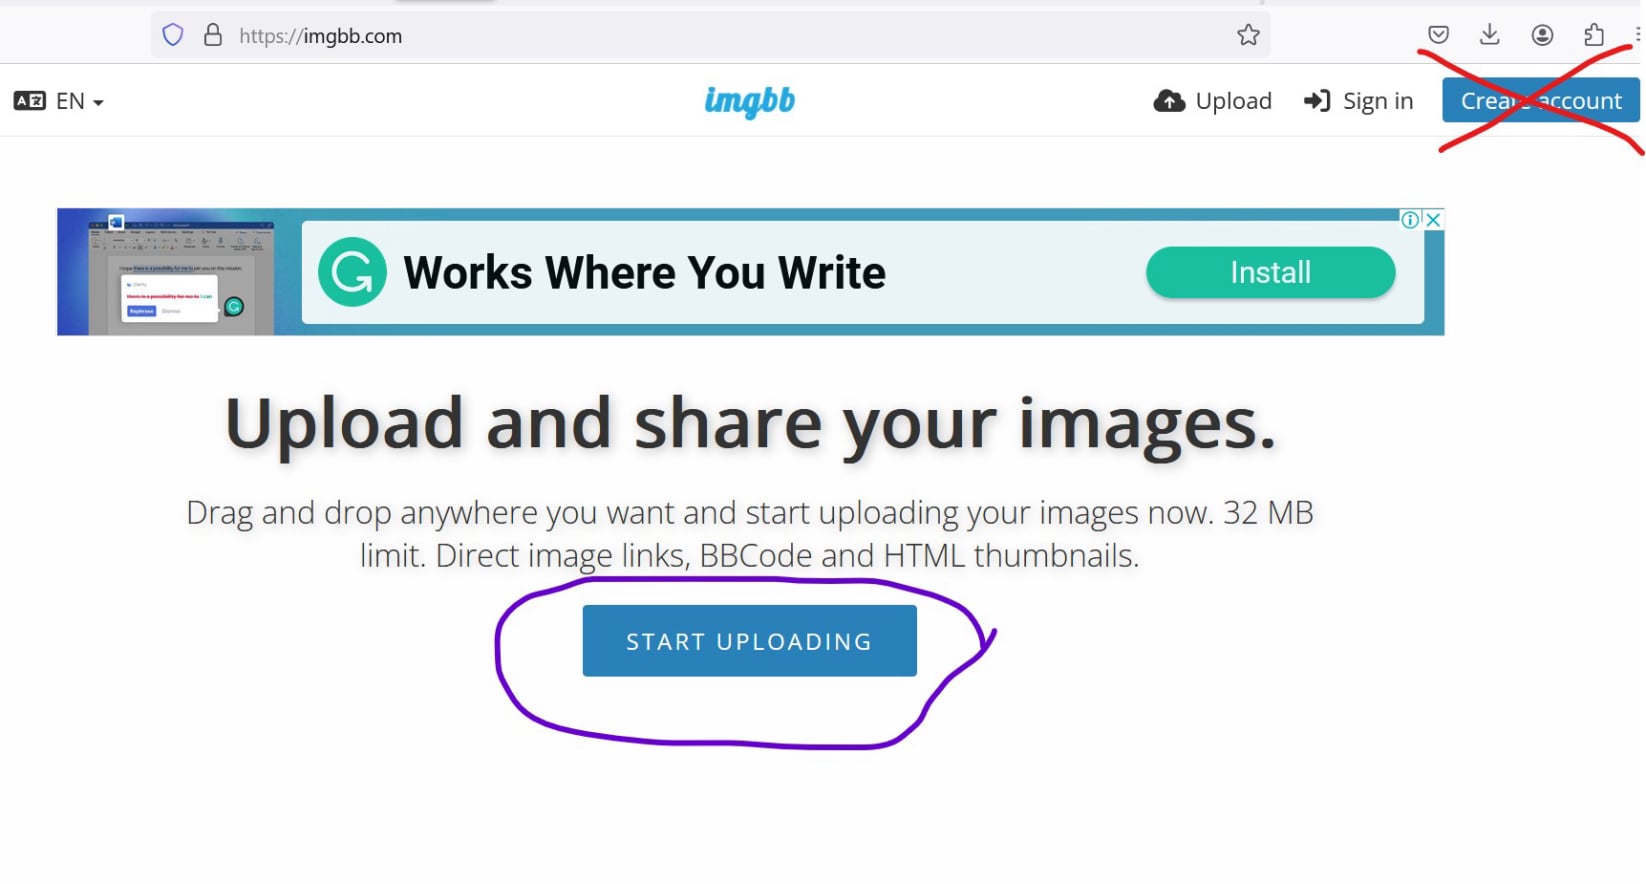 https://imgbb.com
EN
imgbb
Upload
Sign in
Create account
Works Where You Write
Install
Upload and share your images.
Drag and drop anywhere you want and start uploading your images now. 32 MB
limit. Direct image links, BBCode and HTML thumbnails.
START UPLOADING